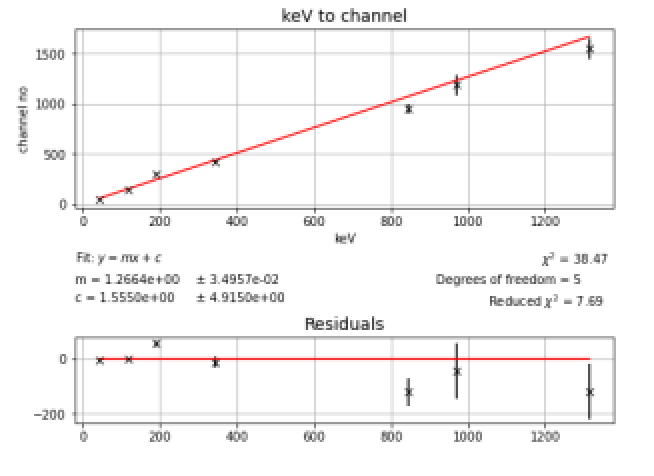 keV to channel
1500
1000
500
0
channel no
0 200 400 600 800 1000 1200
keV
Fit: y = mx + c χ² = 38.47
m = 1.2664e+00 ± 3.4957e-02 Degrees of freedom = 5
c = 1.5550e+00 ± 4.9150e+00 Reduced χ² = 7.69
Residuals
0
−200
0 200 400 600 800 1000 1200